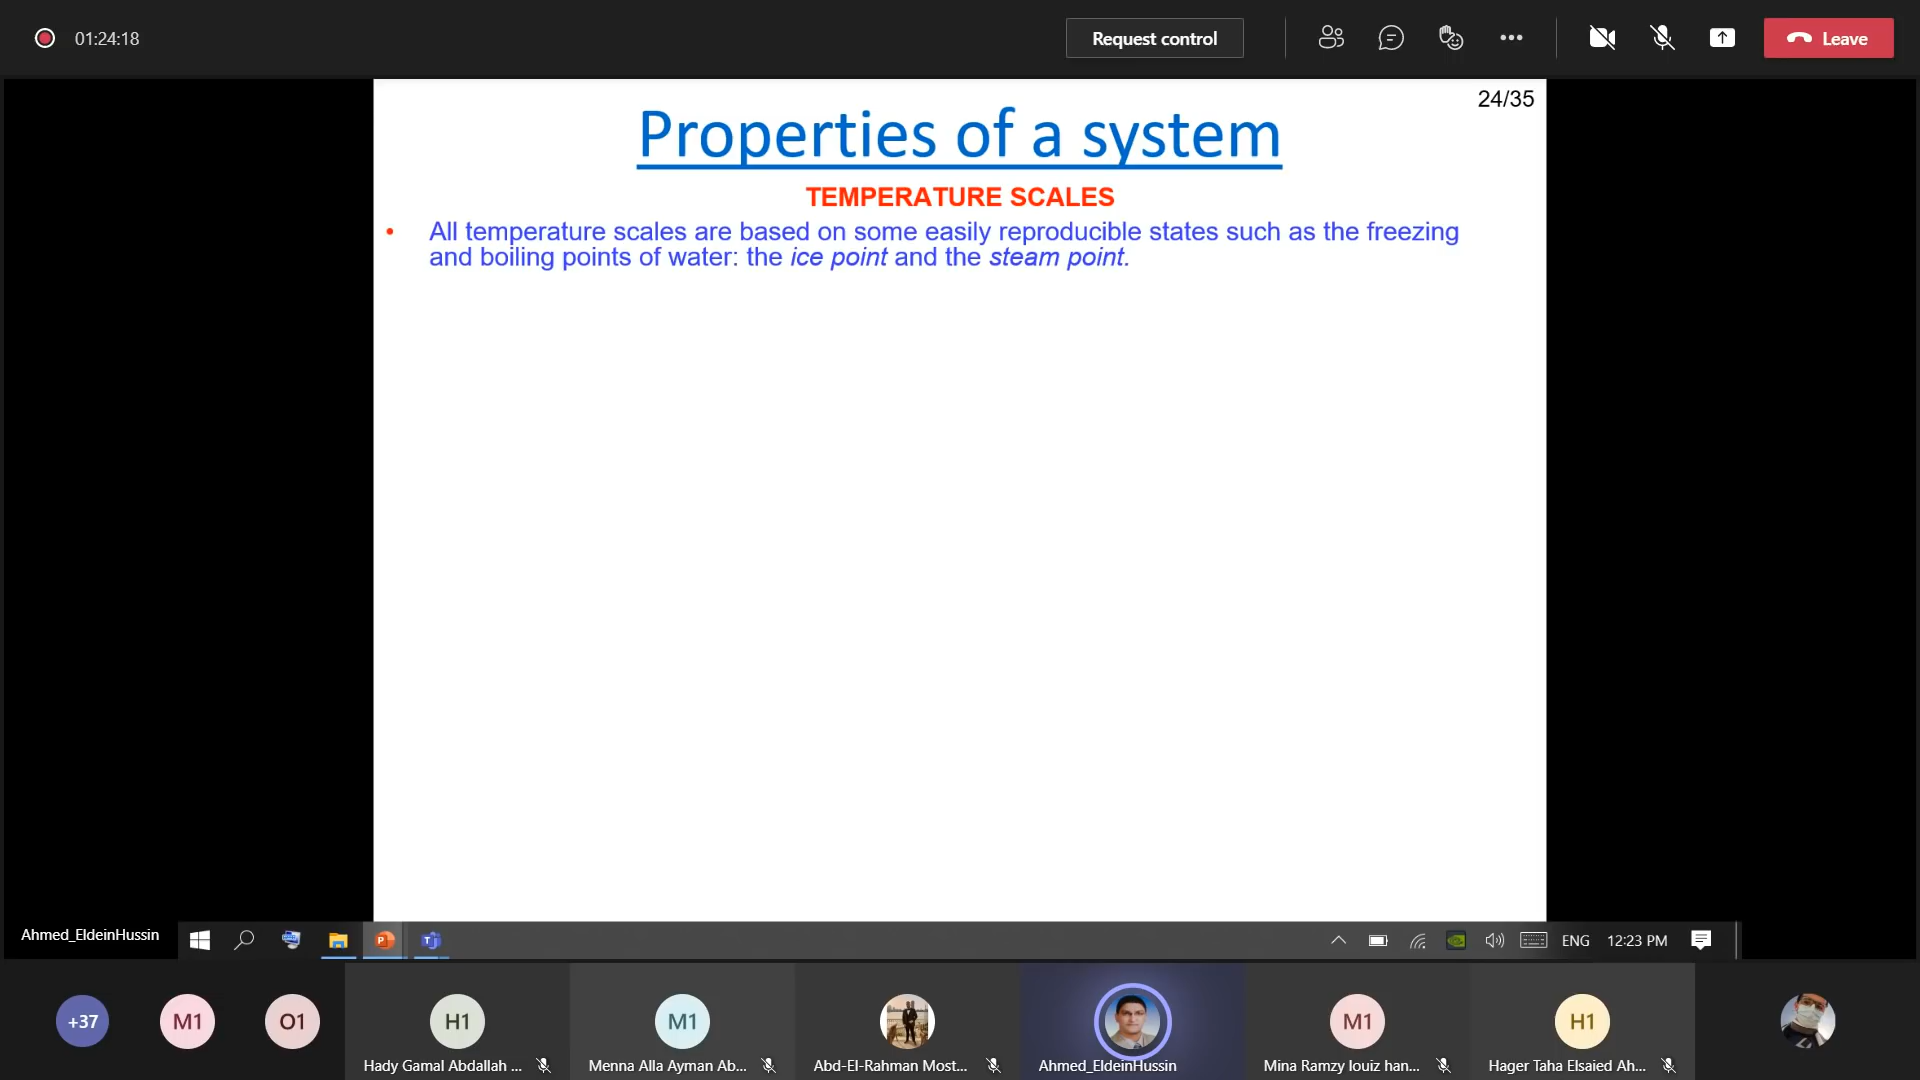 01:24:18
Request control
Leave
24/35
Properties of a system
TEMPERATURE SCALES
• All temperature scales are based on some easily reproducible states such as the freezing
and boiling points of water: the ice point and the steam point.
Ahmed_EldeinHussin
ENG
12:23 PM
+37
M1
O1
H1
M1
M1
H1
Hady Gamal Abdallah ...
Menna Alla Ayman Ab...
Abd-El-Rahman Most...
Ahmed_EldeinHussin
Mina Ramzy louiz han...
Hager Taha Elsaied Ah...